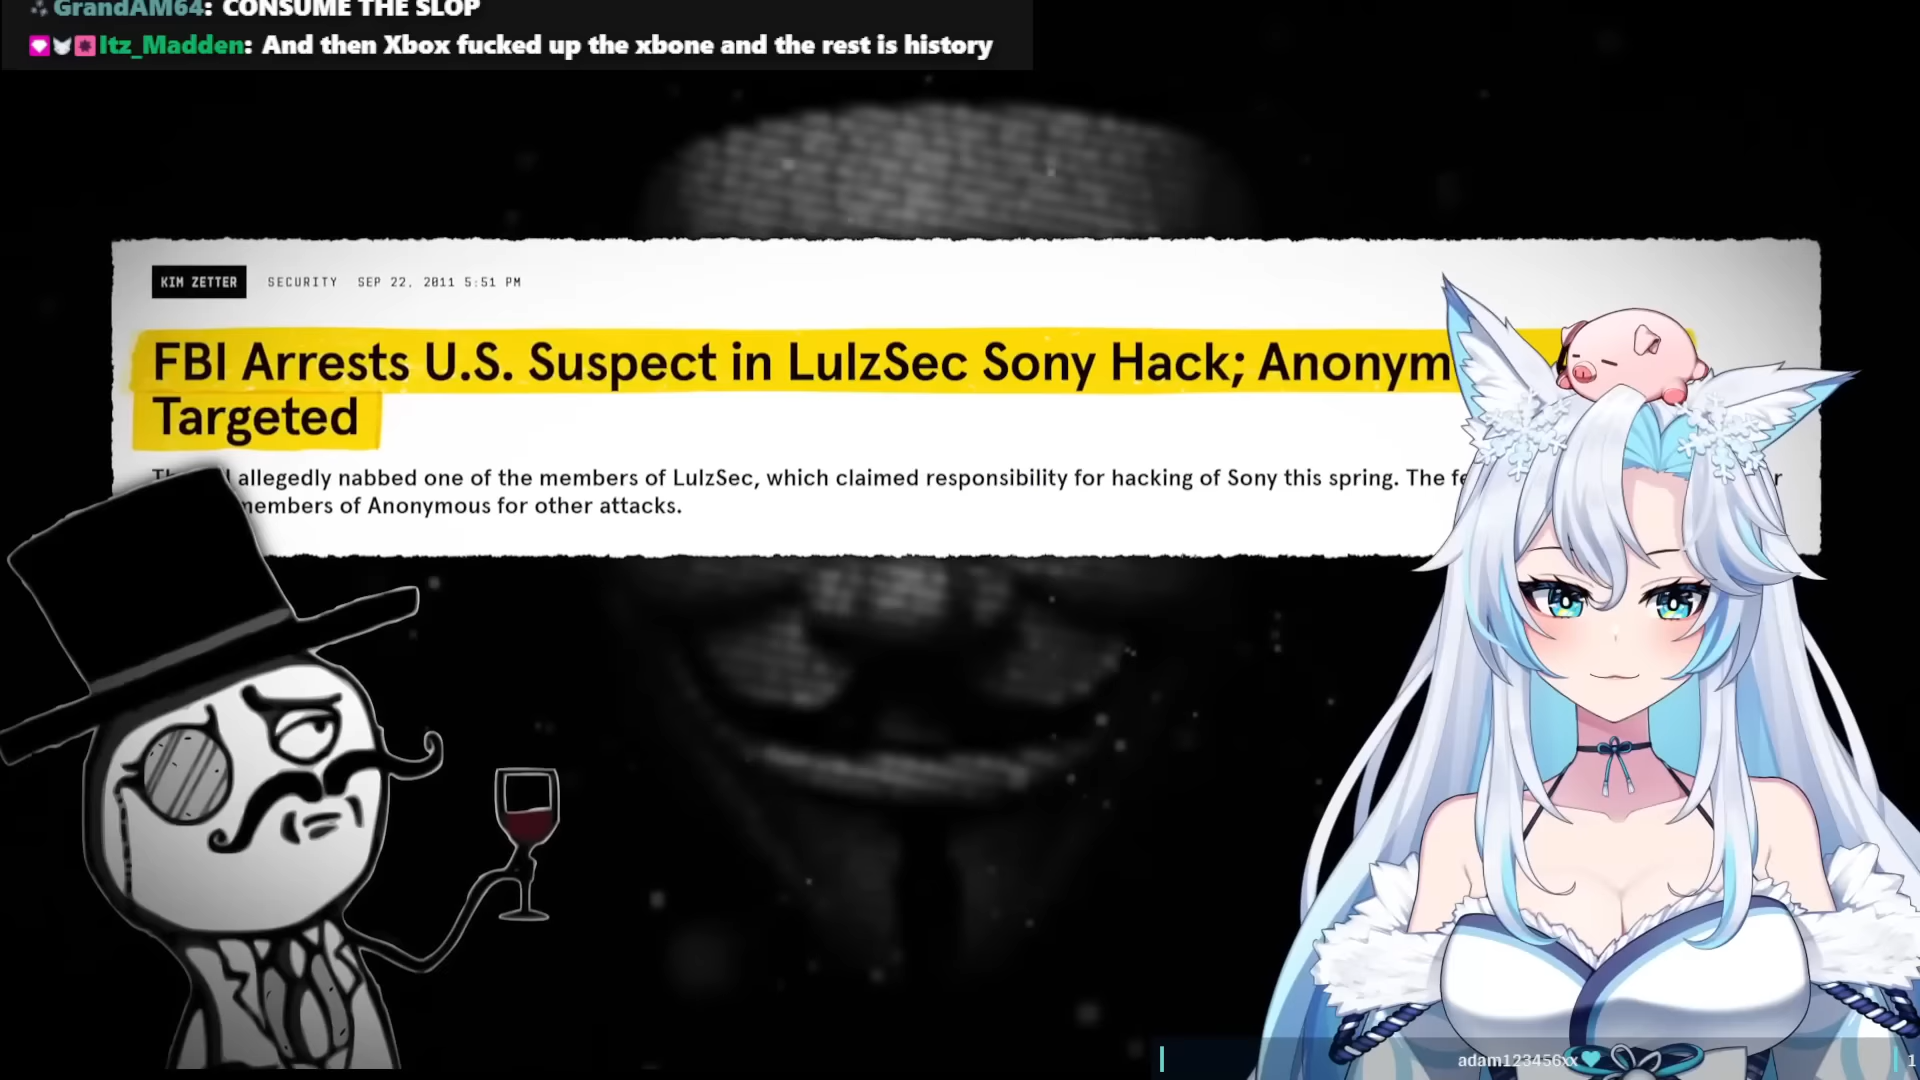 GrandAM64: CONSUME THE SLOP
Itz_Madden: And then Xbox fucked up the xbone and the rest is history
KIM ZETTER SECURITY SEP 22, 2011 5:51 PM
FBI Arrests U.S. Suspect in LulzSec Sony Hack; Anonym
Targeted
allegedly nabbed one of the members of LulzSec, which claimed responsibility for hacking of Sony this spring. The
members of Anonymous for other attacks.
adam123456xx
1